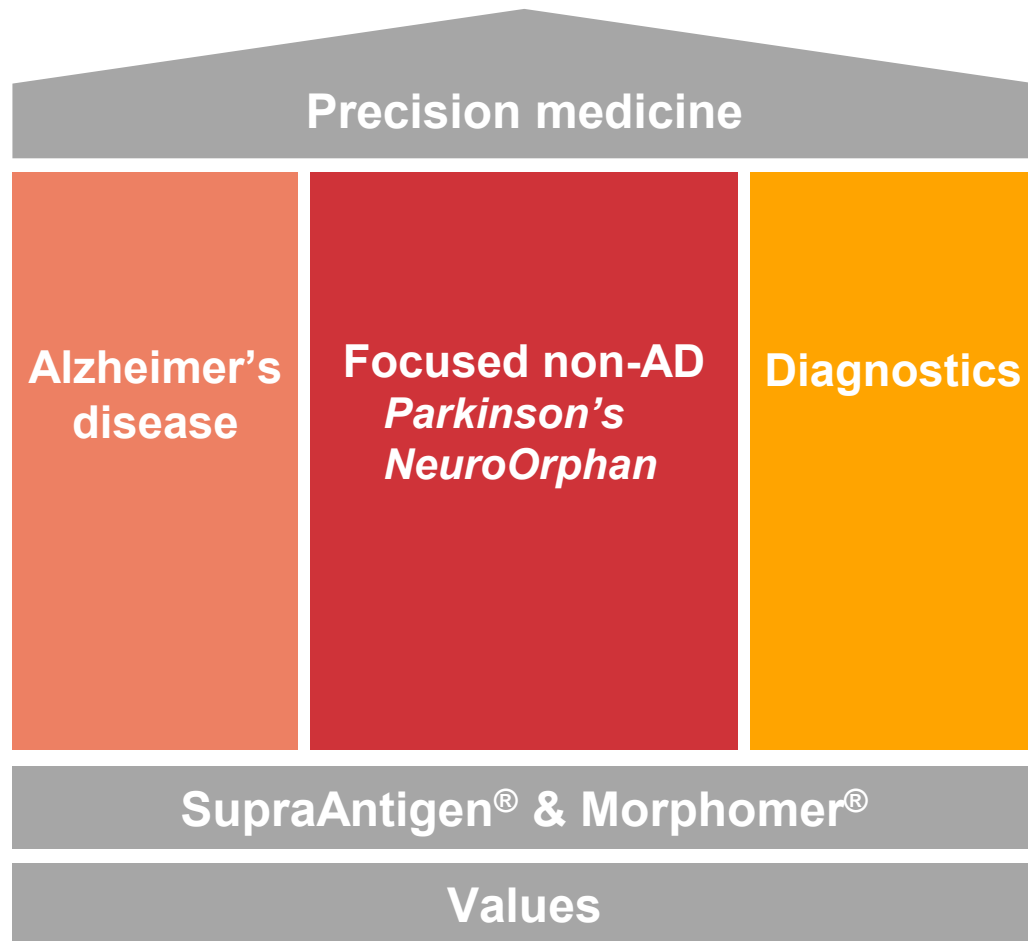 Precision medicine
Alzheimer’s
disease
Focused non-AD
Parkinson’s
NeuroOrphan
Diagnostics
SupraAntigen® & Morphomer®
Values